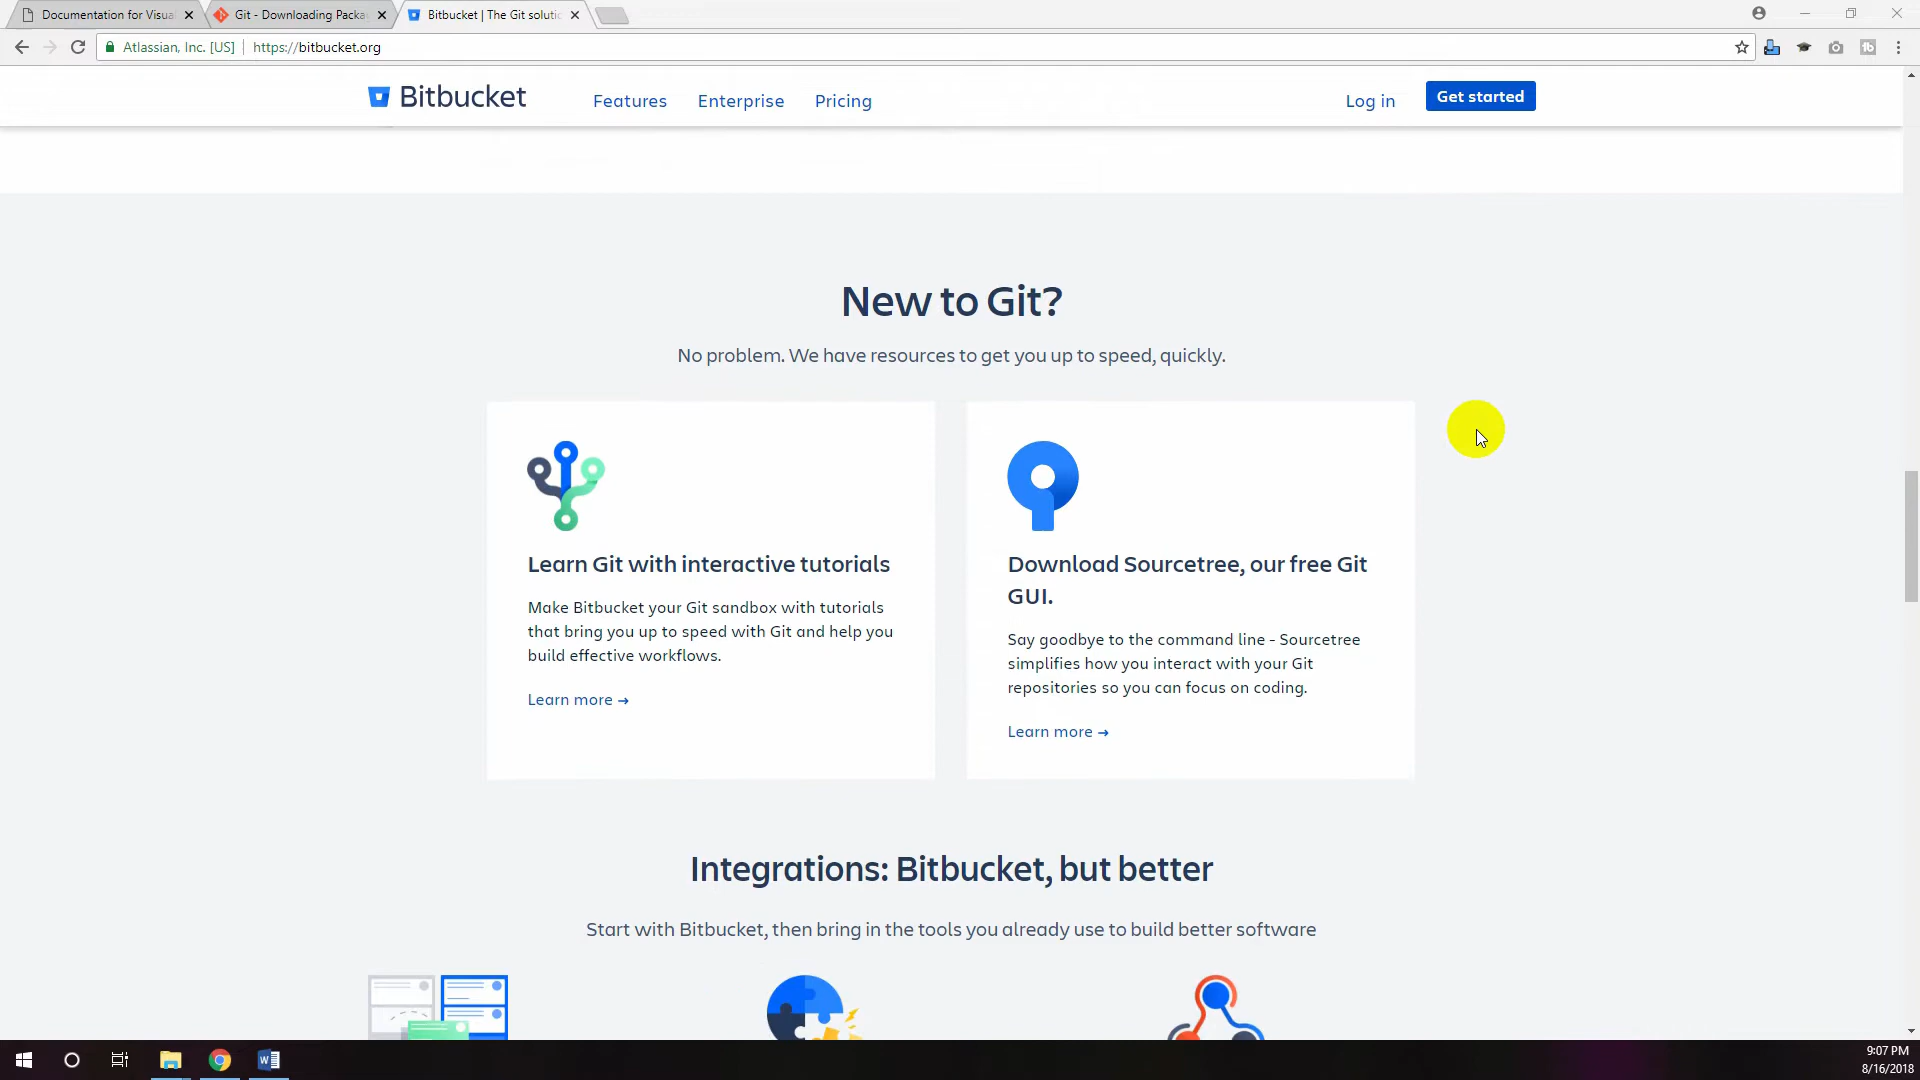 Documentation for Visua
Git - Downloading Packa
Bitbucket | The Git soluti
Atlassian, Inc. [US]
https://bitbucket.org
Bitbucket
Features
Enterprise
Pricing
Log in
Get started
New to Git?
No problem. We have resources to get you up to speed, quickly.
Learn Git with interactive tutorials
Make Bitbucket your Git sandbox with tutorials
that bring you up to speed with Git and help you
build effective workflows.
Learn more →
Download Sourcetree, our free Git
GUI.
Say goodbye to the command line - Sourcetree
simplifies how you interact with your Git
repositories so you can focus on coding.
Learn more →
Integrations: Bitbucket, but better
Start with Bitbucket, then bring in the tools you already use to build better software
9:07 PM
8/16/2018